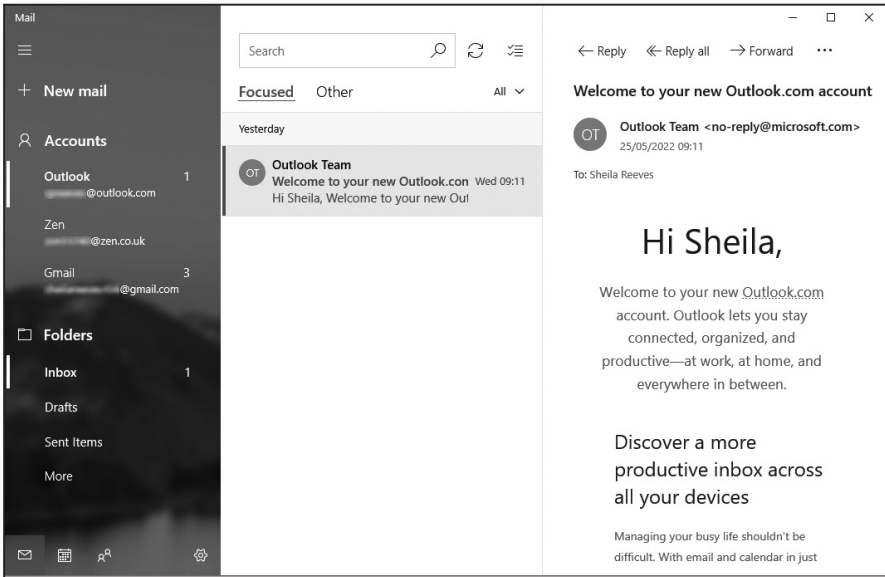 Mail
New mail
Accounts
Outlook 1
@outlook.com
Zen
@zen.co.uk
Gmail 3
@gmail.com
Folders
Inbox 1
Drafts
Sent Items
More
Search
Focused Other All
Yesterday
OT
Outlook Team
Welcome to your new Outlook.con Wed 09:11
Hi Sheila, Welcome to your new Out
Reply Reply all Forward ...
Welcome to your new Outlook.com account
OT
Outlook Team <no-reply@microsoft.com>
25/05/2022 09:11
To: Sheila Reeves
Hi Sheila,
Welcome to your new Outlook.com
account. Outlook lets you stay
connected, organized, and
productive—at work, at home, and
everywhere in between.
Discover a more
productive inbox across
all your devices
Managing your busy life shouldn't be
difficult. With email and calendar in just